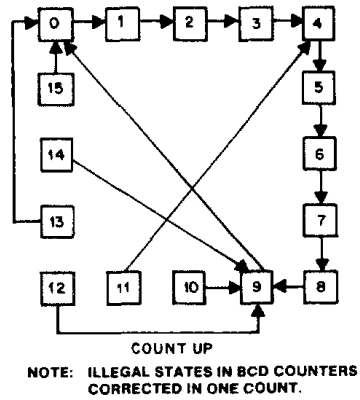 0 1 2 3 4
15 5
14 6
13 7
12 11 10 9 8
COUNT UP
NOTE: ILLEGAL STATES IN BCD COUNTERS
CORRECTED IN ONE COUNT.